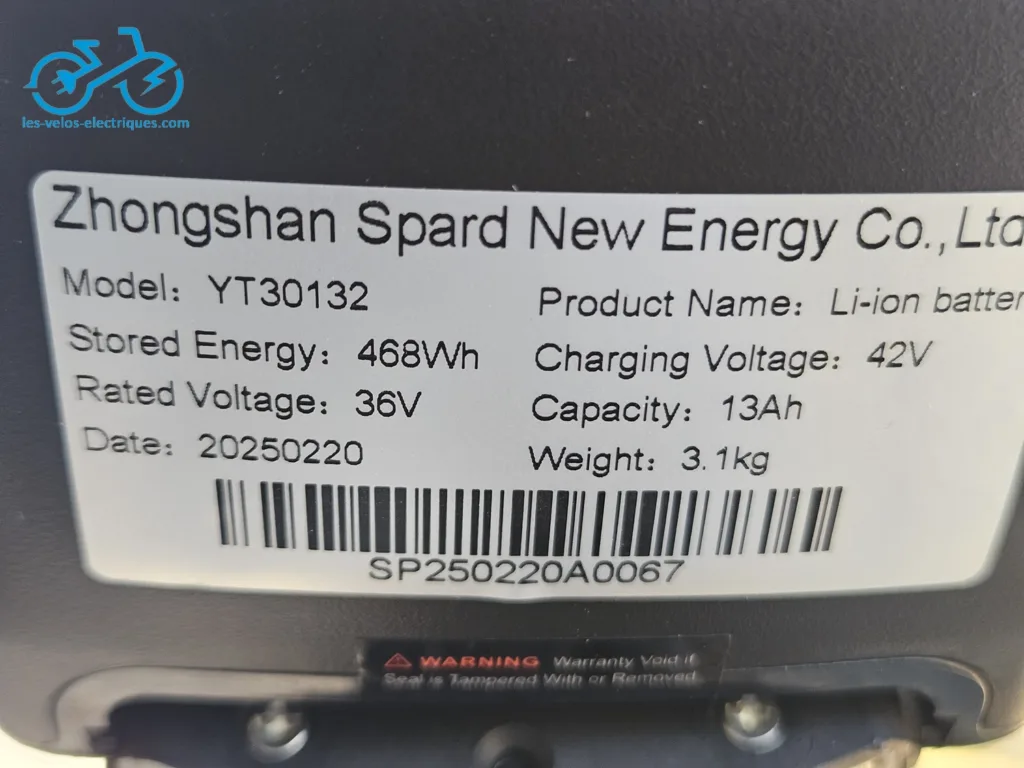 les-velos-electriques.com
Zhongshan Spard New Energy Co.,Ltd
Model: YT30132
Product Name: Li-ion batter
Stored Energy: 468Wh
Charging Voltage: 42V
Rated Voltage: 36V
Capacity: 13Ah
Date: 20250220
Weight: 3.1kg
SP250220A0067
WARNING Warranty Void if
Seal is Tampered With or Removed